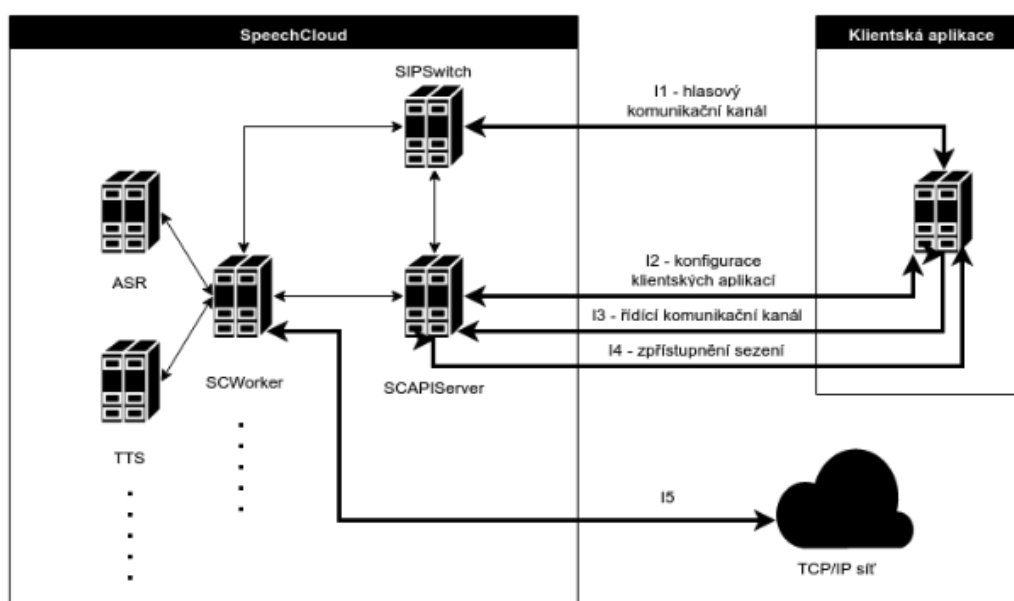 SpeechCloud
Klientská aplikace
SIPSwitch
I1 - hlasový
komunikační kanál
ASR
I2 - konfigurace
klientských aplikací
I3 - řídící komunikační kanál
I4 - zpřístupnění sezení
SCWorker
SCAPIServer
TTS
I5
TCP/IP síť